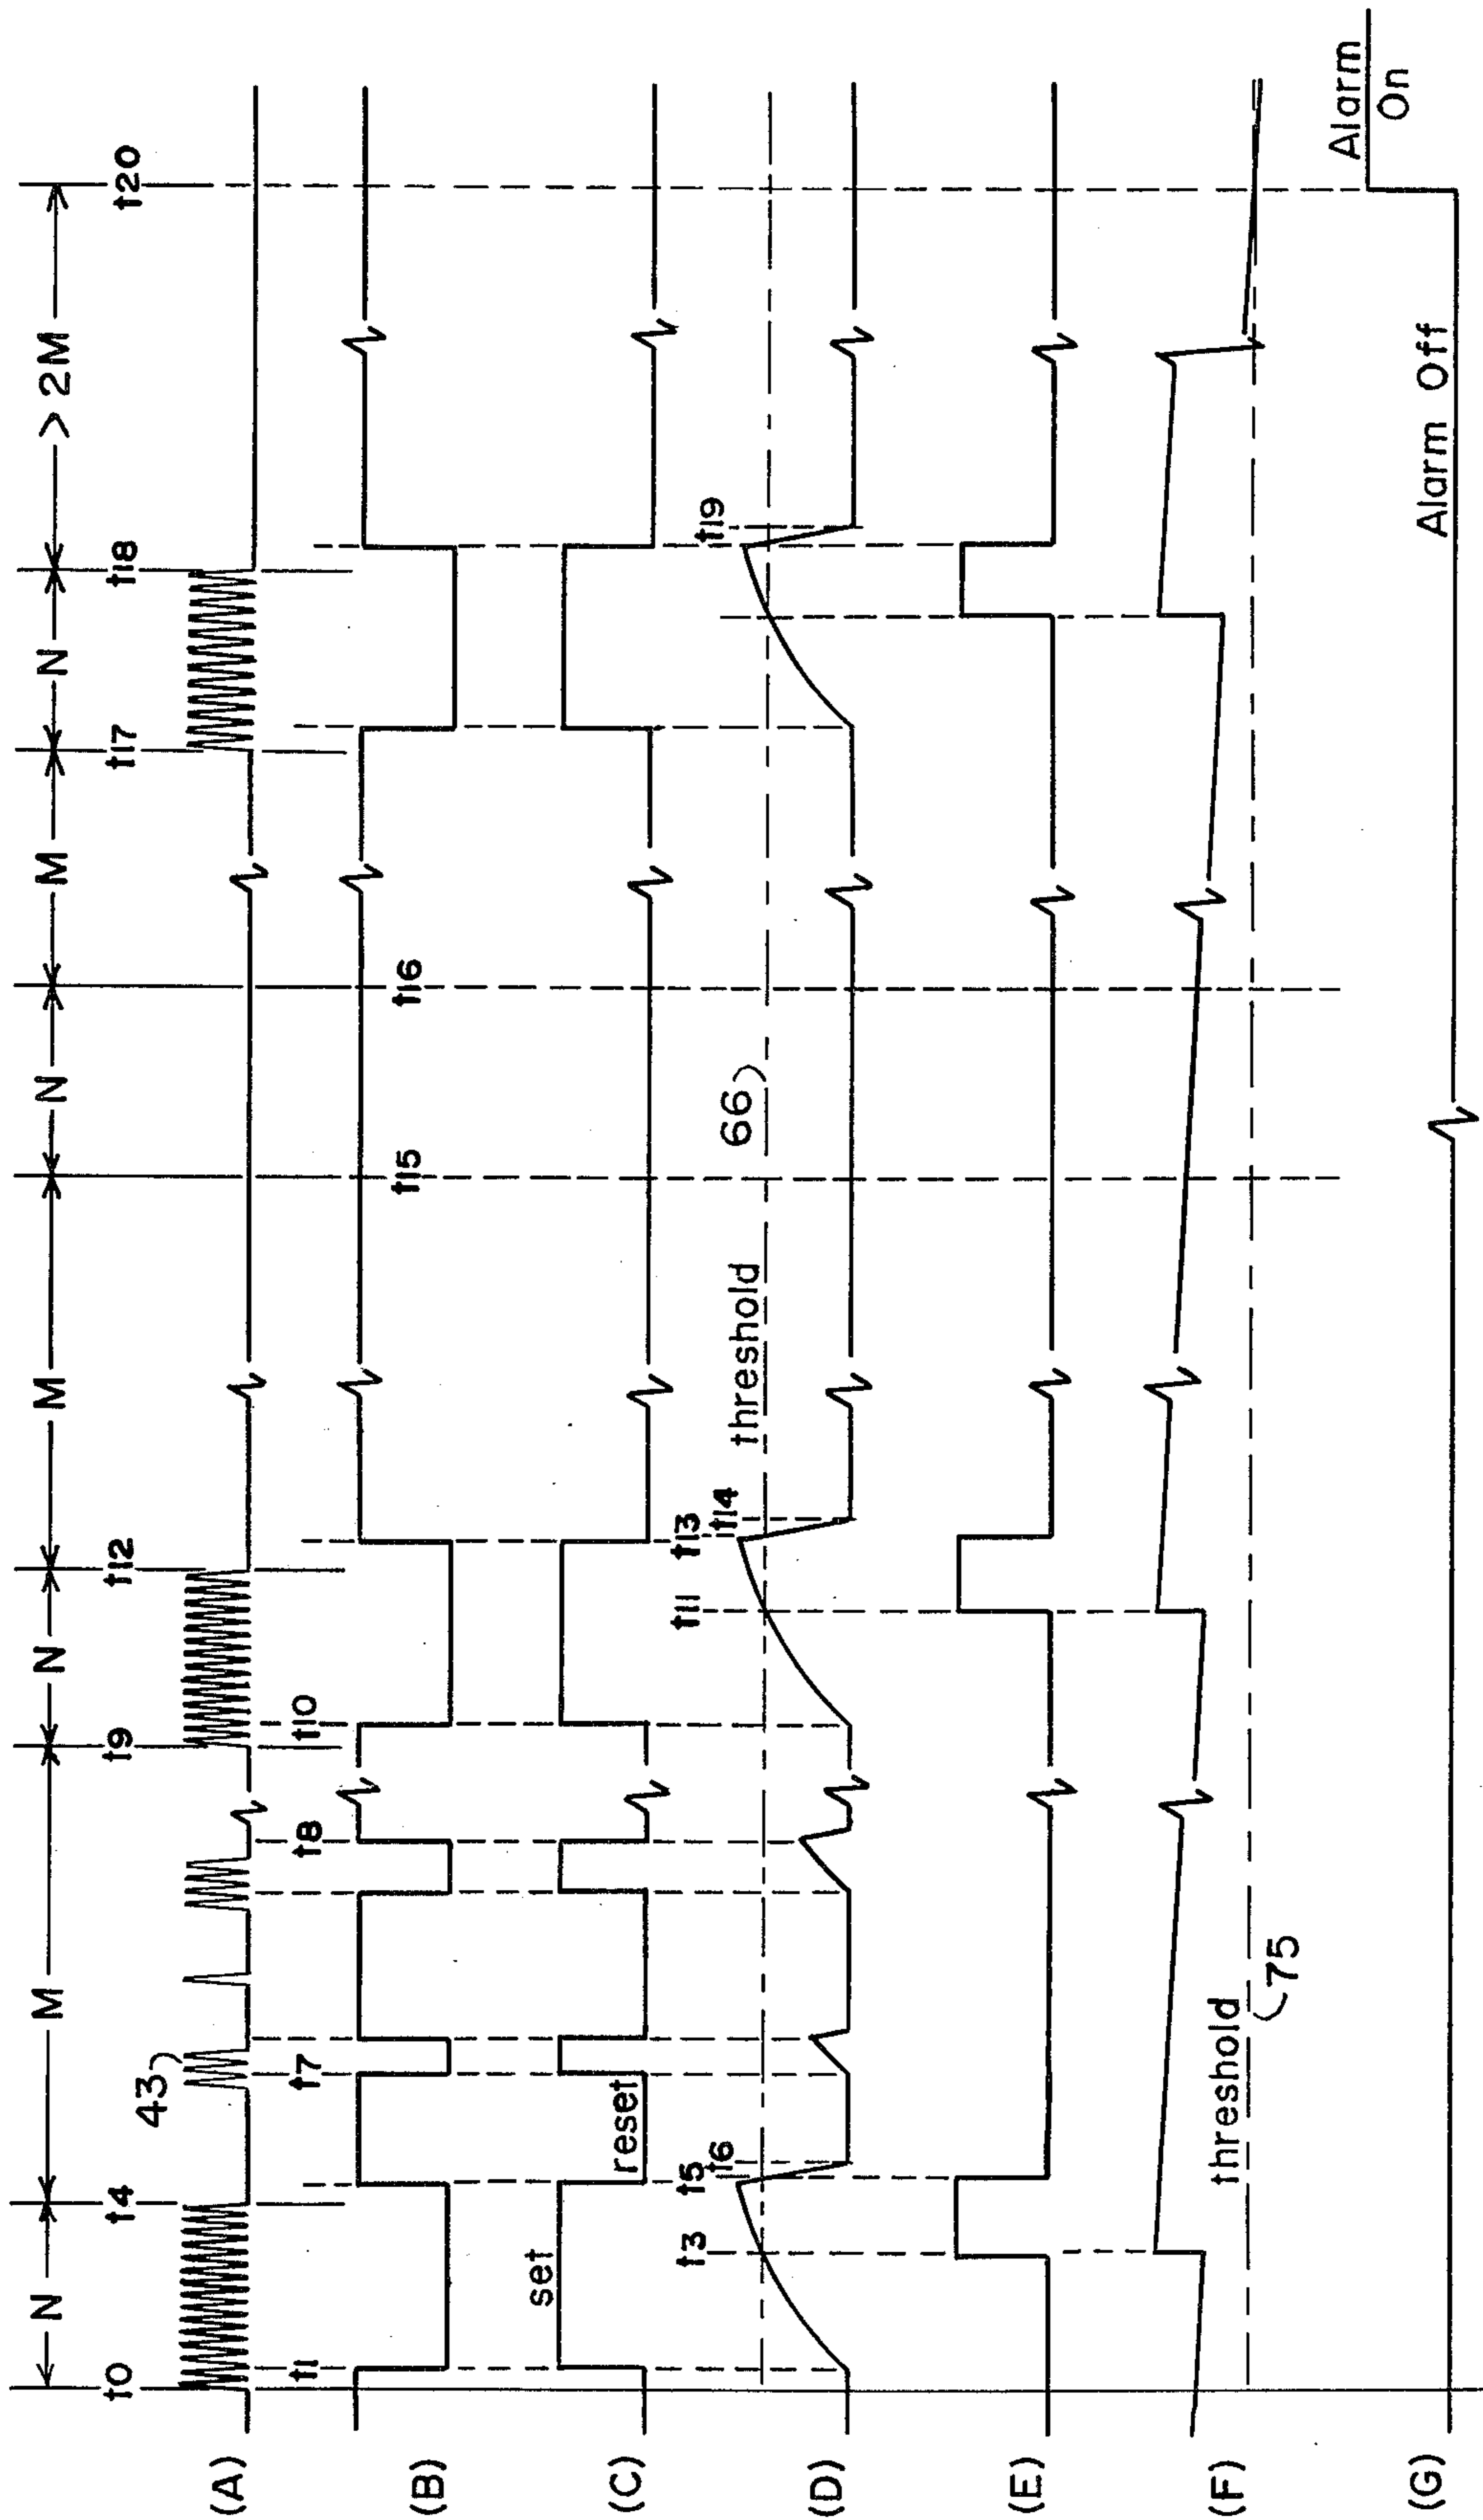 N M N M N M N >2M
t0 t4 t9 t12 t17 t18 t20
43
(A)
t1 t7 t8 t10 t15 t16
(B)
set reset
(C)
t3 t5 t6 t11 t13 t14 threshold 66 t19
(D)
(E)
(F)
threshold 75
Alarm On
(G)
Alarm Off